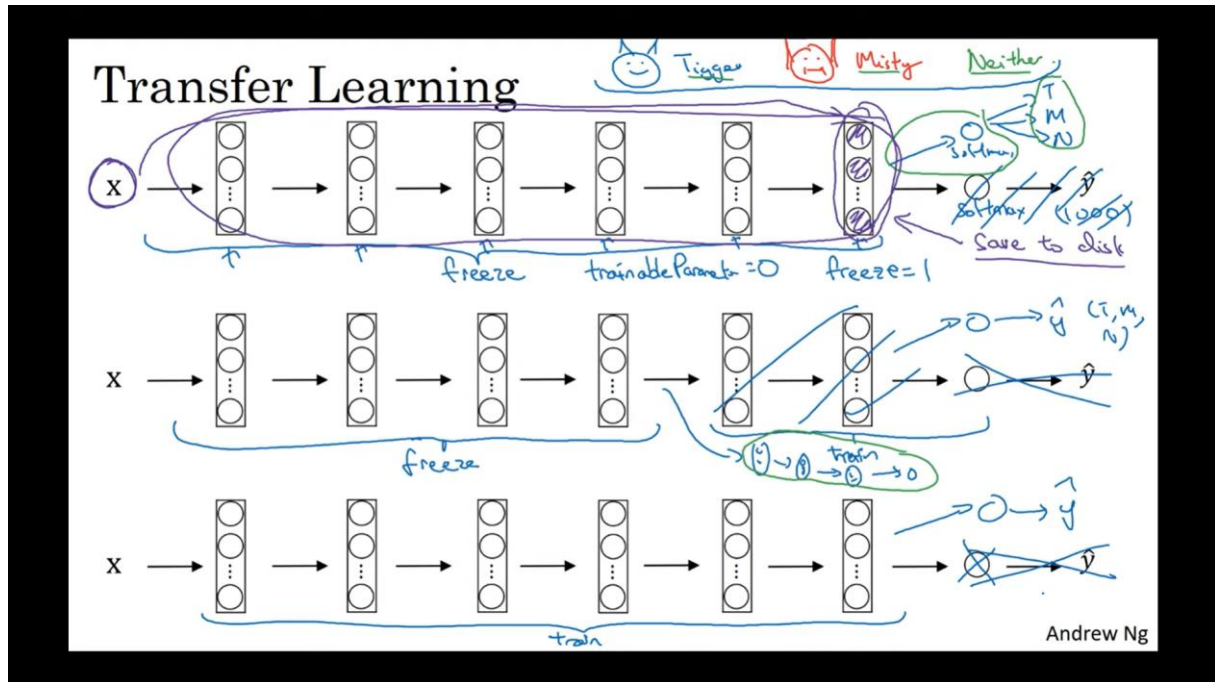 Tigger Misty Neither
Transfer Learning
T
M
N
softmax
x
softmax (1000) ŷ
Save to disk
freeze trainableParameter=0 freeze=1
ŷ (T, M, N)
x ŷ
freeze
train
ŷ
x ŷ
train
Andrew Ng